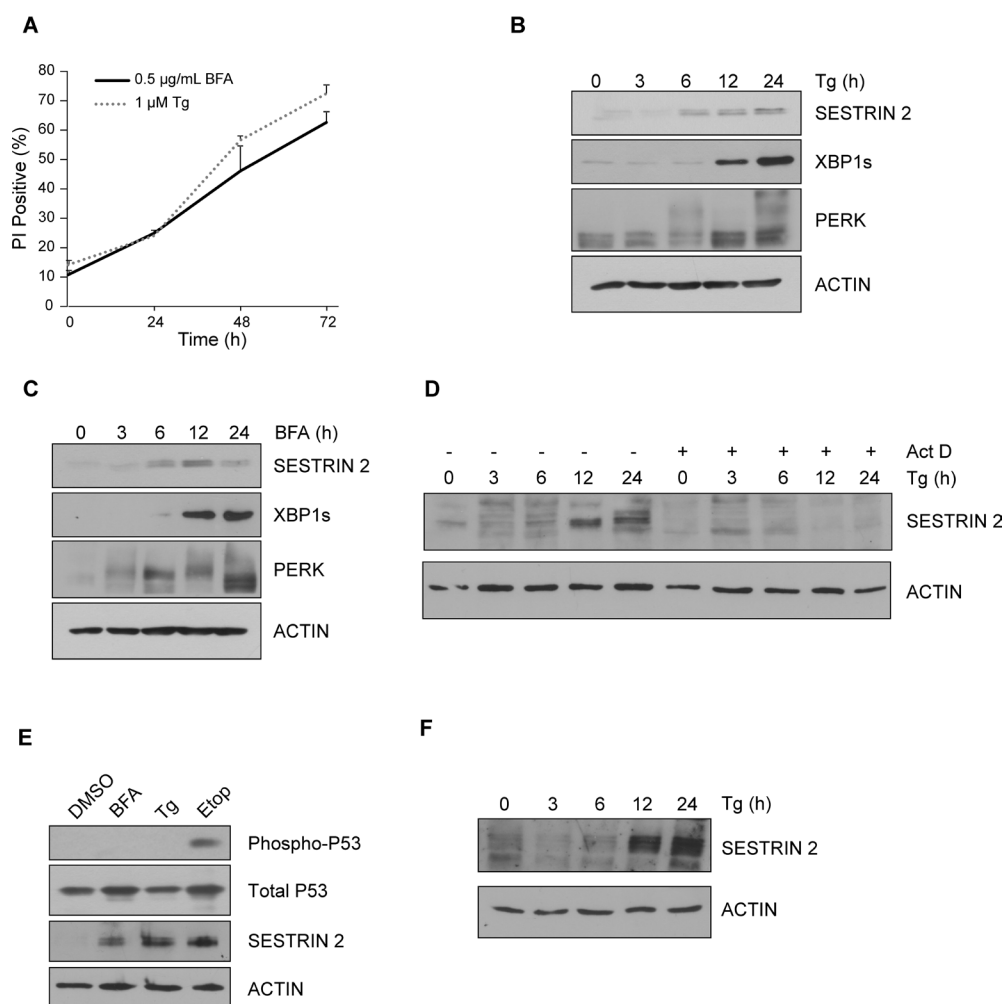 A
80
70
60
50
40
30
20
10
0
PI Positive (%)
0.5 µg/mL BFA
1 µM Tg
0 24 48 72
Time (h)
B
0 3 6 12 24 Tg (h)
SESTRIN 2
XBP1s
PERK
ACTIN
C
0 3 6 12 24 BFA (h)
SESTRIN 2
XBP1s
PERK
ACTIN
D
- - - - - + + + + + Act D
0 3 6 12 24 0 3 6 12 24 Tg (h)
SESTRIN 2
ACTIN
E
DMSO BFA Tg Etop
Phospho-P53
Total P53
SESTRIN 2
ACTIN
F
0 3 6 12 24 Tg (h)
SESTRIN 2
ACTIN